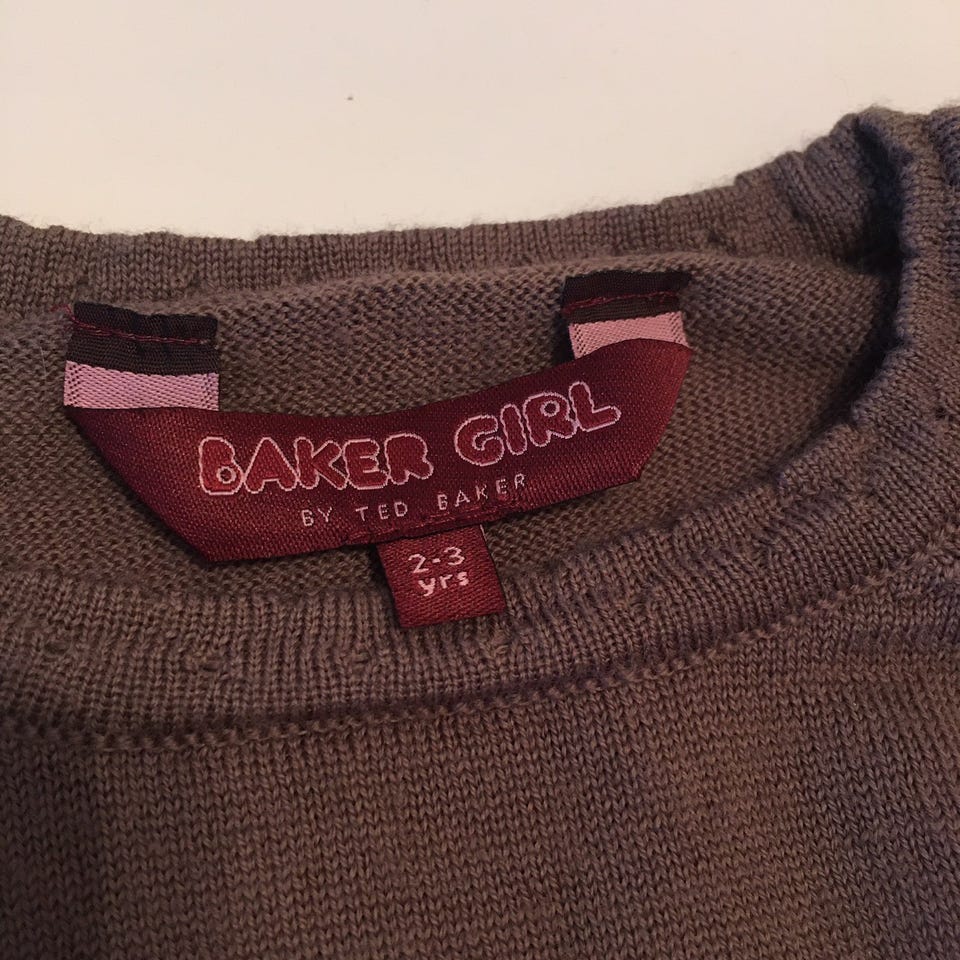 BAKER GIRL
BY TED BAKER
2-3
yrs